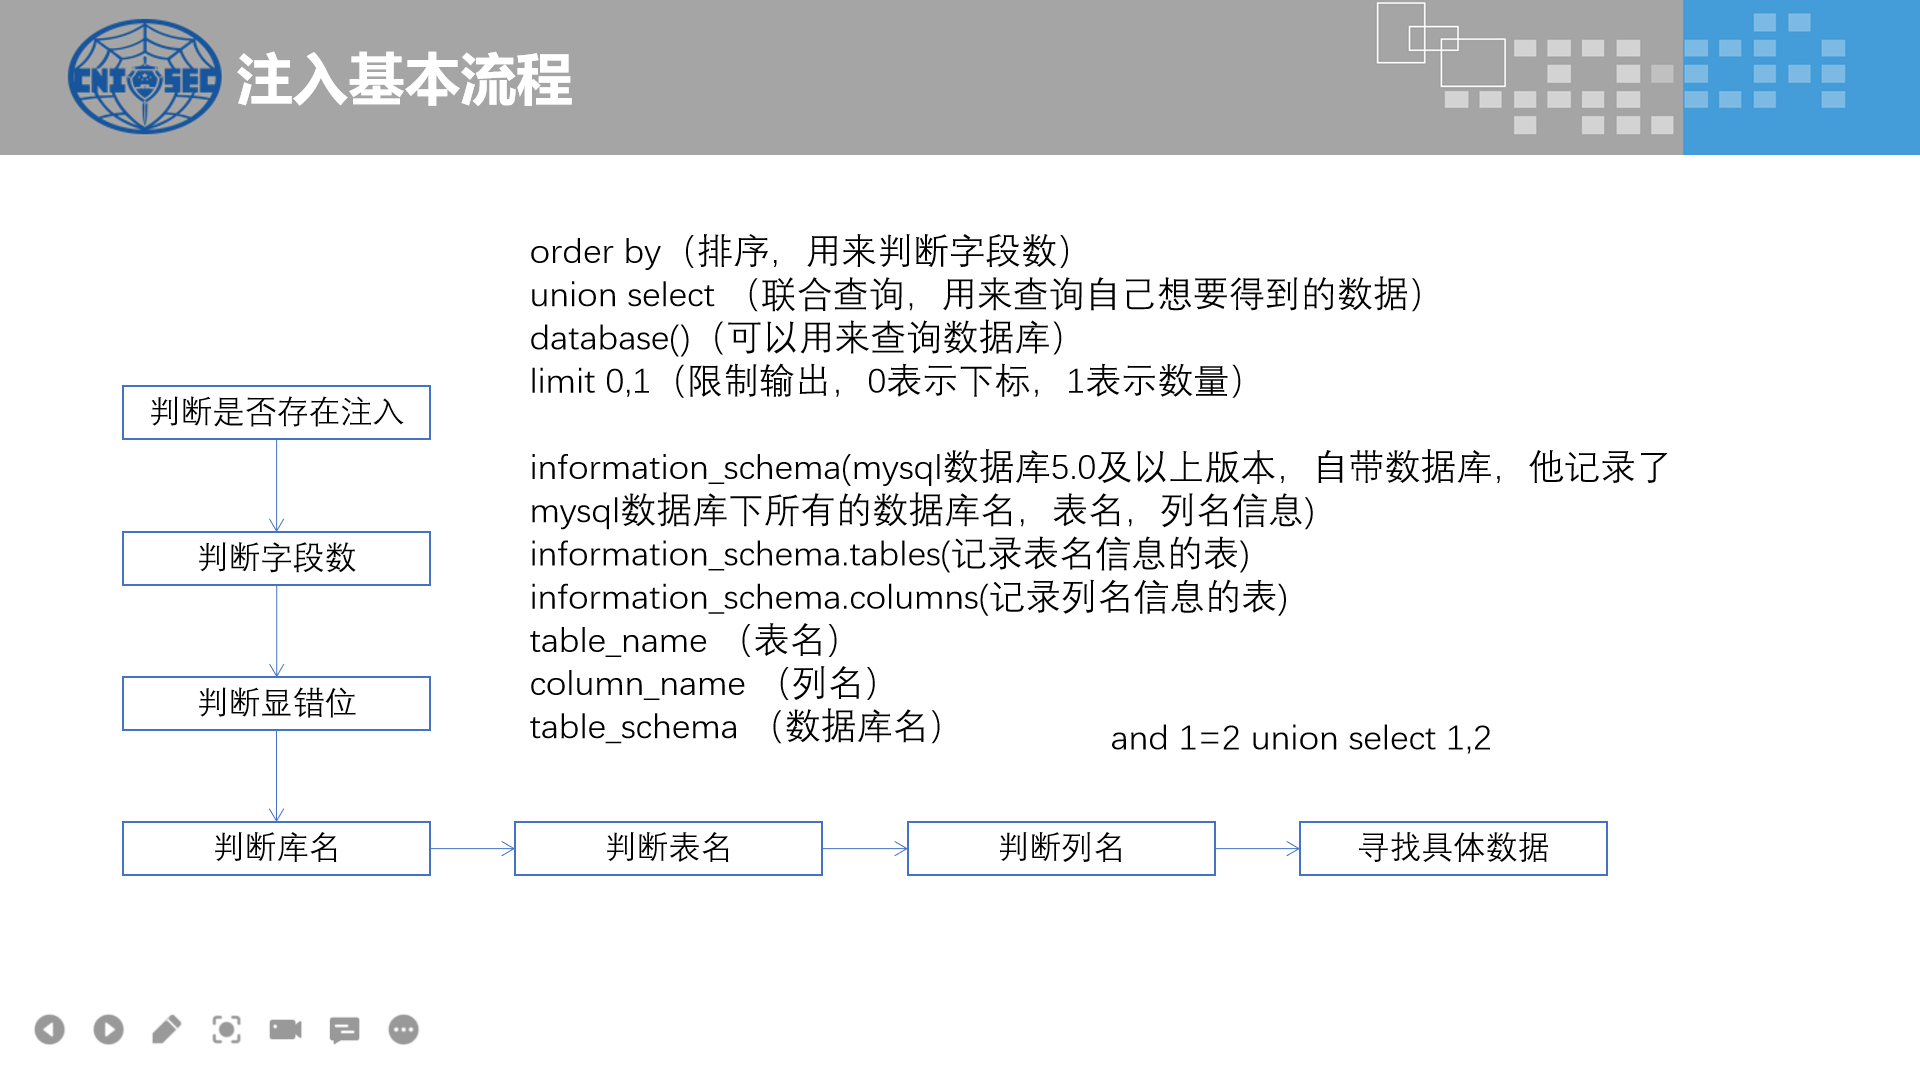 CNI SEC
注入基本流程
order by（排序，用来判断字段数）
union select （联合查询，用来查询自己想要得到的数据）
database()（可以用来查询数据库）
limit 0,1（限制输出，0表示下标，1表示数量）
information_schema(mysql数据库5.0及以上版本，自带数据库，他记录了
mysql数据库下所有的数据库名，表名，列名信息)
information_schema.tables(记录表名信息的表)
information_schema.columns(记录列名信息的表)
table_name （表名）
column_name （列名）
table_schema （数据库名）
and 1=2 union select 1,2
判断是否存在注入
判断字段数
判断显错位
判断库名
判断表名
判断列名
寻找具体数据